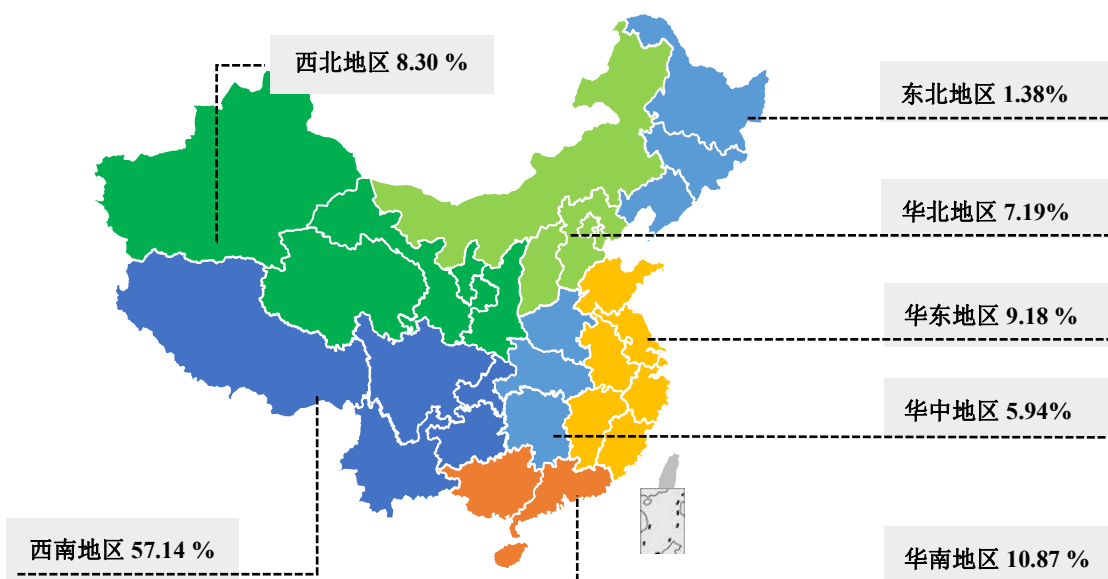 西北地区 8.30 %
东北地区 1.38%
华北地区 7.19%
华东地区 9.18 %
华中地区 5.94%
西南地区 57.14 %
华南地区 10.87 %